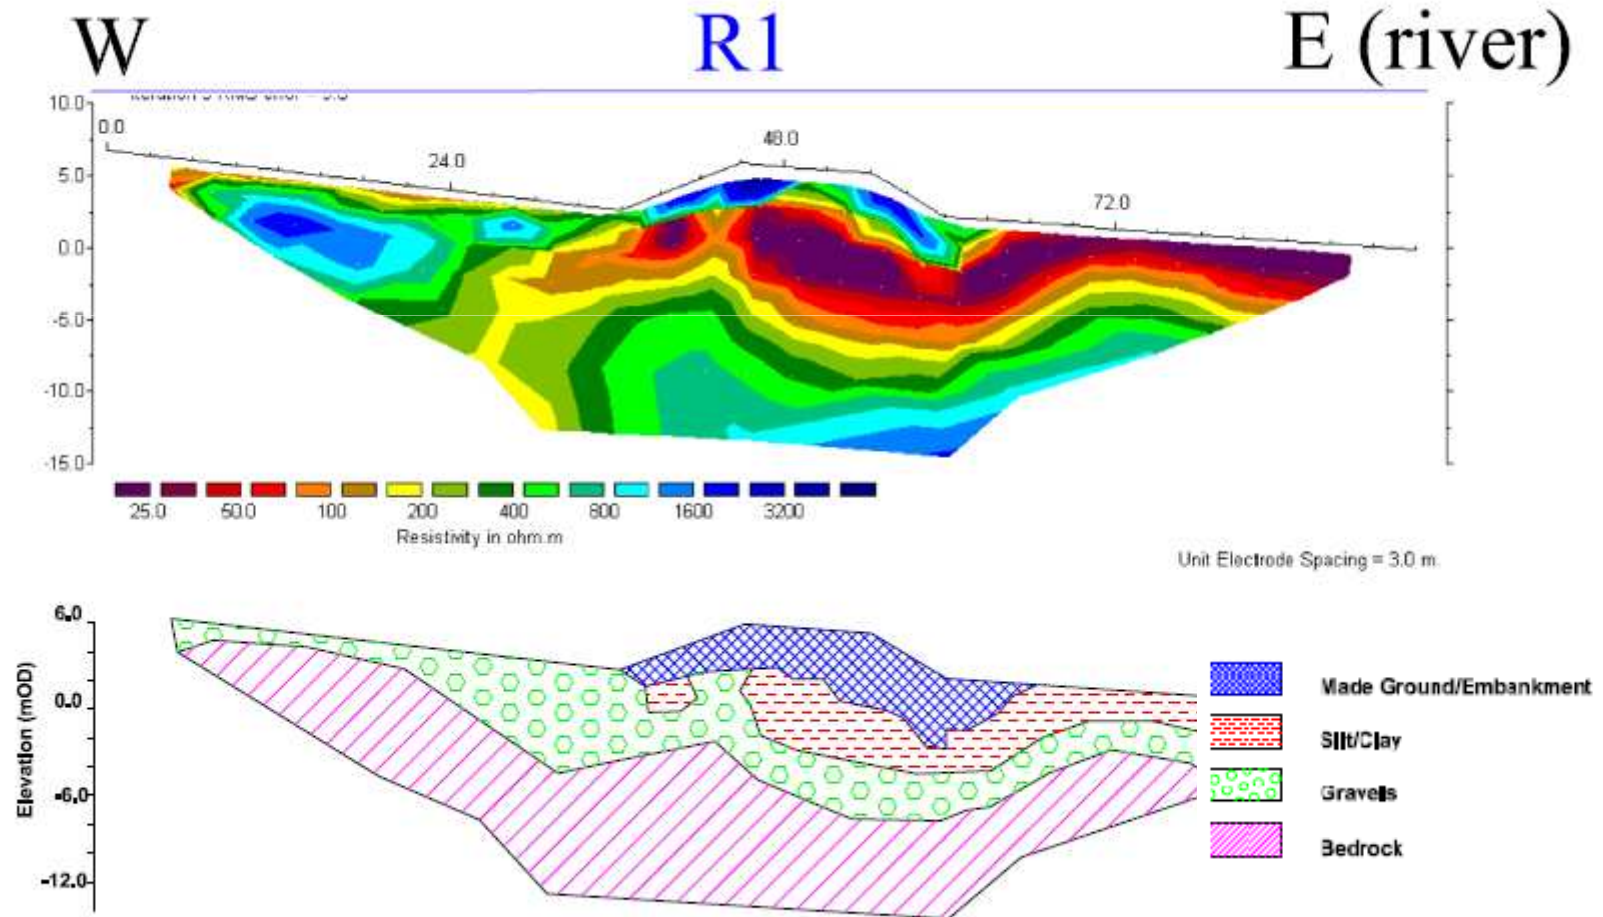 W R1 E (river)
10.0
0.0
48.0
24.0
5.0
72.0
0.0
-5.0
-10.0
-15.0
25.0 50.0 100 200 400 800 1600 3200
Resistivity in ohm.m
Unit Electrode Spacing = 3.0 m.
6.0
Elevation (mOD)
0.0
-6.0
-12.0
Made Ground/Embankment
Silt/Clay
Gravels
Bedrock